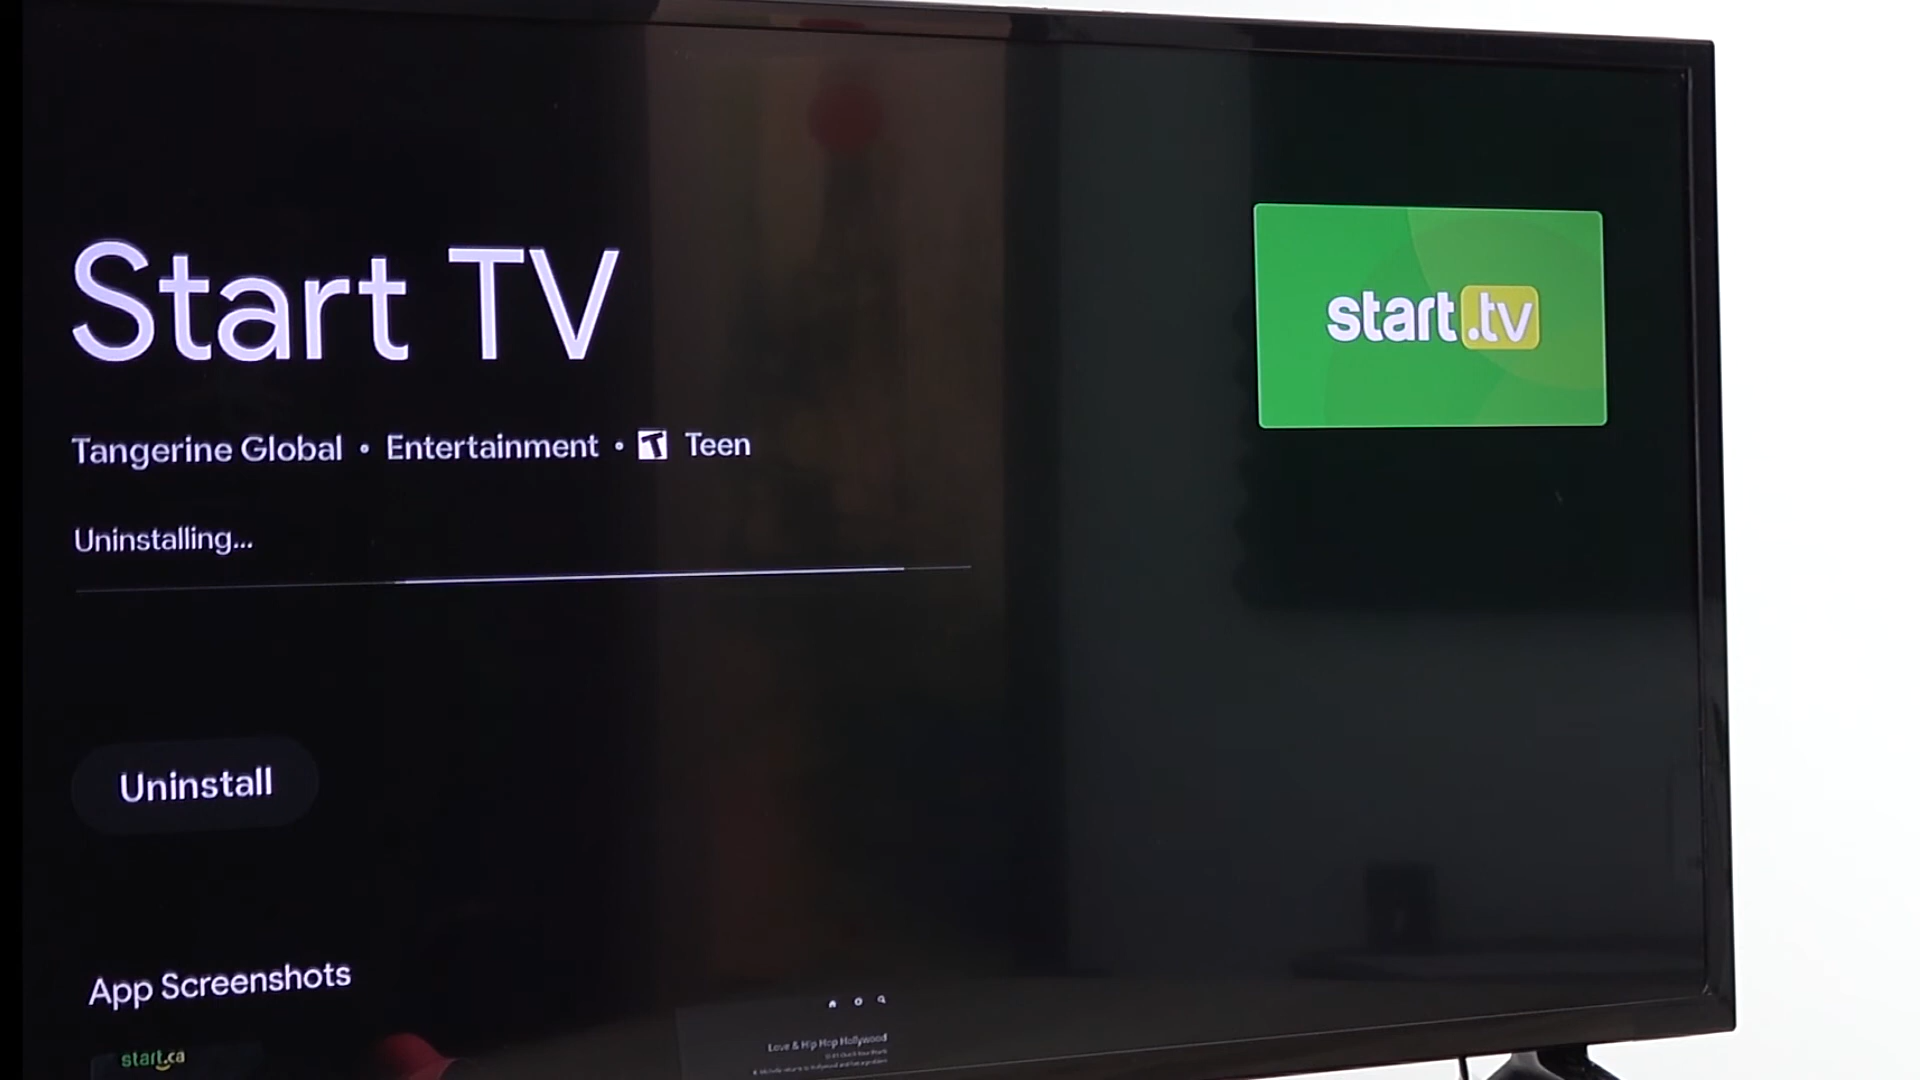 Start TV
start.tv
Tangerine Global • Entertainment • T Teen
Uninstalling...
Uninstall
App Screenshots
start.ca
Love & Hip Hop Hollywood